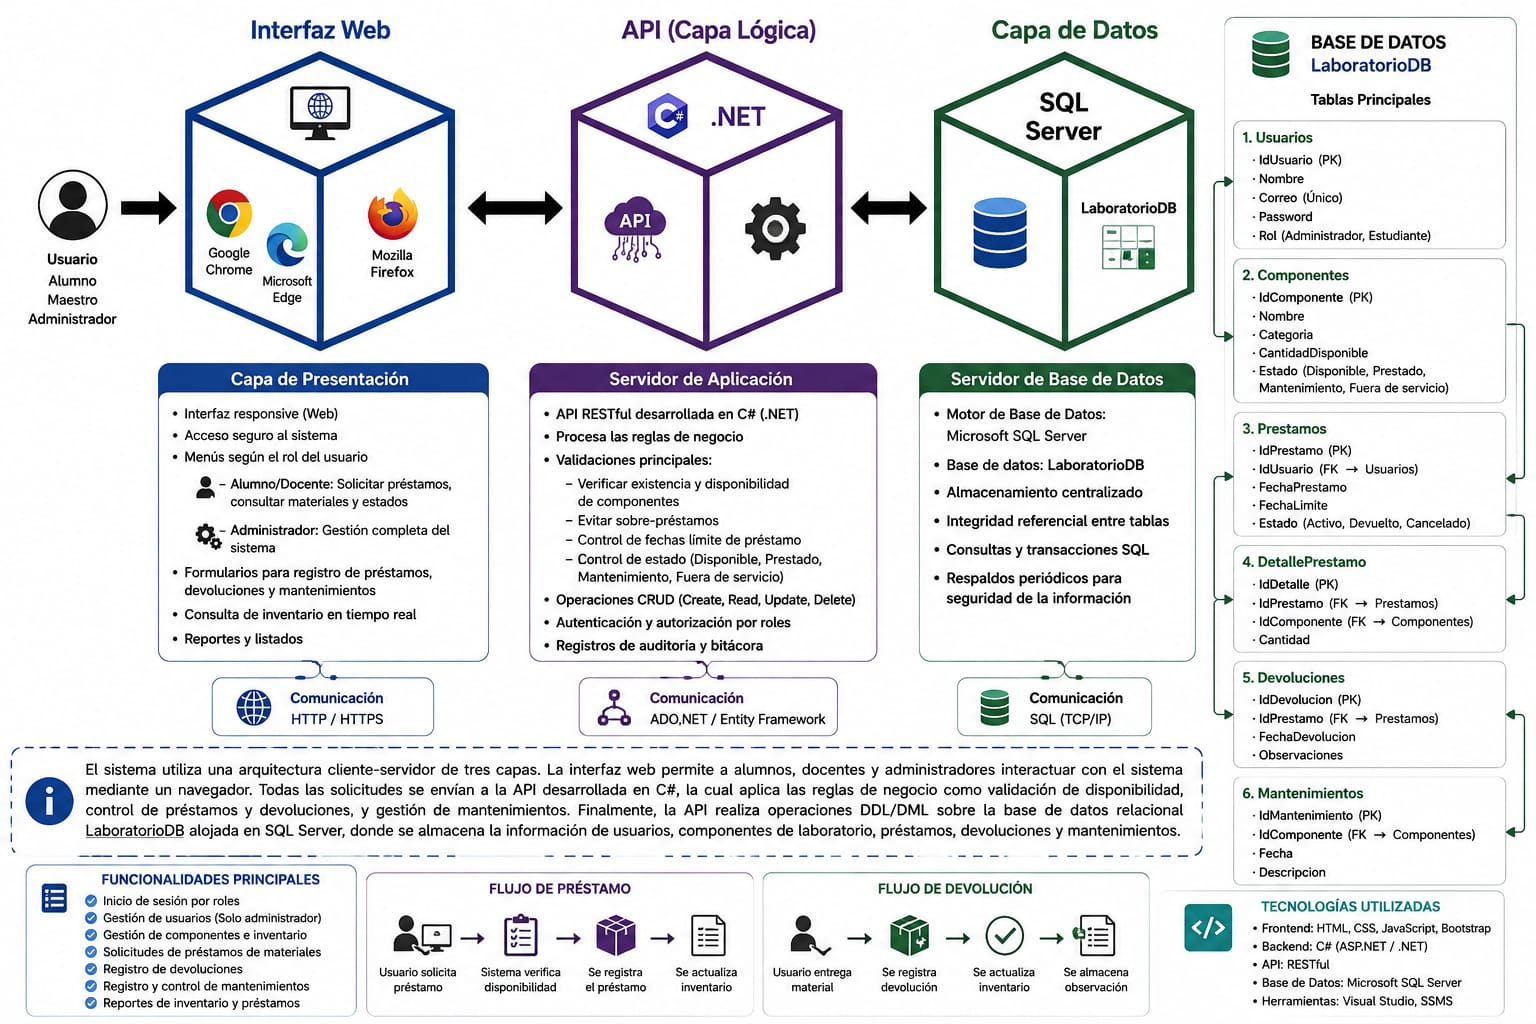 Interfaz Web
Google
Chrome
Microsoft
Edge
Mozilla
Firefox
Usuario
Alumno
Maestro
Administrador
API (Capa Lógica)
C#
.NET
API
Capa de Datos
SQL
Server
LaboratorioDB
Capa de Presentación
• Interfaz responsive (Web)
• Acceso seguro al sistema
• Menús según el rol del usuario
– Alumno/Docente: Solicitar préstamos,
consultar materiales y estados
– Administrador: Gestión completa del
sistema
• Formularios para registro de préstamos,
devoluciones y mantenimientos
• Consulta de inventario en tiempo real
• Reportes y listados
Comunicación
HTTP / HTTPS
Servidor de Aplicación
• API RESTful desarrollada en C# (.NET)
• Procesa las reglas de negocio
• Validaciones principales:
– Verificar existencia y disponibilidad
de componentes
– Evitar sobre-préstamos
– Control de fechas límite de préstamo
– Control de estado (Disponible, Prestado,
Mantenimiento, Fuera de servicio)
• Operaciones CRUD (Create, Read, Update, Delete)
• Autenticación y autorización por roles
• Registros de auditoría y bitácora
Comunicación
ADO,NET / Entity Framework
Servidor de Base de Datos
• Motor de Base de Datos:
Microsoft SQL Server
• Base de datos: LaboratorioDB
• Almacenamiento centralizado
• Integridad referencial entre tablas
• Consultas y transacciones SQL
• Respaldos periódicos para
seguridad de la información
Comunicación
SQL (TCP/IP)
BASE DE DATOS
LaboratorioDB
Tablas Principales
1. Usuarios
· IdUsuario (PK)
· Nombre
· Correo (Único)
· Password
· Rol (Administrador, Estudiante)
2. Componentes
· IdComponente (PK)
· Nombre
· Categoria
· CantidadDisponible
· Estado (Disponible, Prestado,
Mantenimiento, Fuera de servicio)
3. Prestamos
· IdPrestamo (PK)
· IdUsuario (FK → Usuarios)
· FechaPrestamo
· FechaLimite
· Estado (Activo, Devuelto, Cancelado)
4. DetallePrestamo
· IdDetalle (PK)
· IdPrestamo (FK → Prestamos)
· IdComponente (FK → Componentes)
· Cantidad
5. Devoluciones
· IdDevolucion (PK)
· IdPrestamo (FK → Prestamos)
· FechaDevolucion
· Observaciones
6. Mantenimientos
· IdMantenimiento (PK)
· IdComponente (FK → Componentes)
· Fecha
· Descripcion
El sistema utiliza una arquitectura cliente-servidor de tres capas. La interfaz web permite a alumnos, docentes y administradores interactuar con el sistema
mediante un navegador. Todas las solicitudes se envían a la API desarrollada en C#, la cual aplica las reglas de negocio como validación de disponibilidad,
control de préstamos y devoluciones, y gestión de mantenimientos. Finalmente, la API realiza operaciones DDL/DML sobre la base de datos relacional
LaboratorioDB alojada en SQL Server, donde se almacena la información de usuarios, componentes de laboratorio, préstamos, devoluciones y mantenimientos.
FUNCIONALIDADES PRINCIPALES
Inicio de sesión por roles
Gestión de usuarios (Solo administrador)
Gestión de componentes e inventario
Solicitudes de préstamos de materiales
Registro de devoluciones
Registro y control de mantenimientos
Reportes de inventario y préstamos
FLUJO DE PRÉSTAMO
Usuario solicita
préstamo
Sistema verifica
disponibilidad
Se registra
el préstamo
Se actualiza
inventario
FLUJO DE DEVOLUCIÓN
Usuario entrega
material
Se registra
devolución
Se actualiza
inventario
Se almacena
observación
</>
TECNOLOGÍAS UTILIZADAS
• Frontend: HTML, CSS, JavaScript, Bootstrap
• Backend: C# (ASP.NET / .NET)
• API: RESTful
• Base de Datos: Microsoft SQL Server
• Herramientas: Visual Studio, SSMS